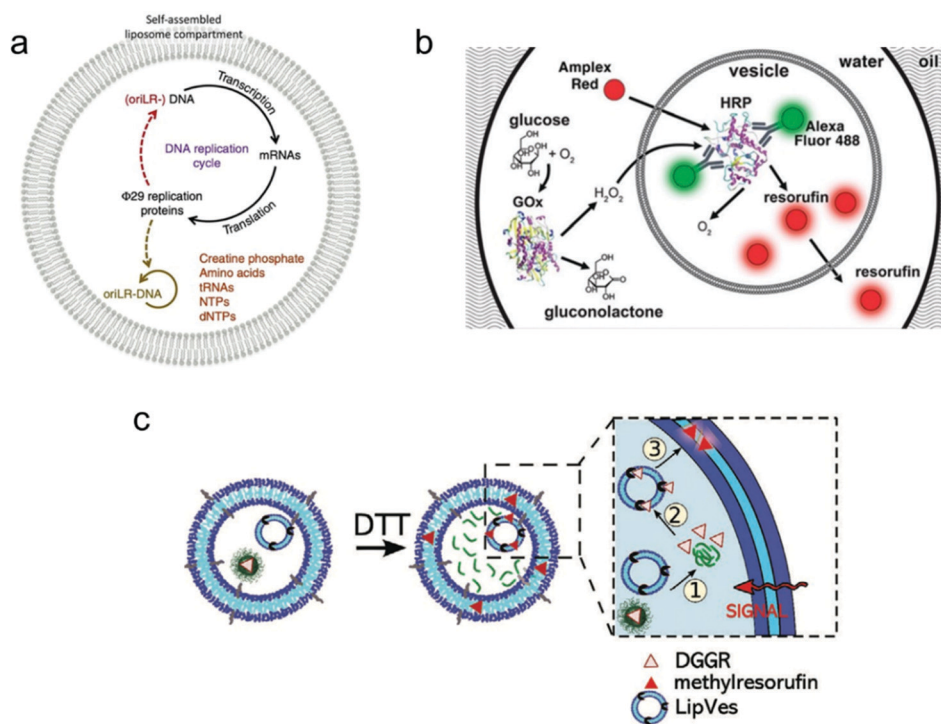 a
Self-assembled
liposome compartment
(oriLR-) DNA
Transcription
DNA replication
cycle
mRNAs
Φ29 replication
proteins
Translation
oriLR-DNA
Creatine phosphate
Amino acids
tRNAs
NTPs
dNTPs
b
Amplex
Red
vesicle
water
oil
HRP
Alexa
Fluor 488
glucose
+ O₂
GOx
H₂O₂
O₂
resorufin
resorufin
gluconolactone
c
DTT
3
2
1
SIGNAL
DGGR
methylresorufin
LipVes